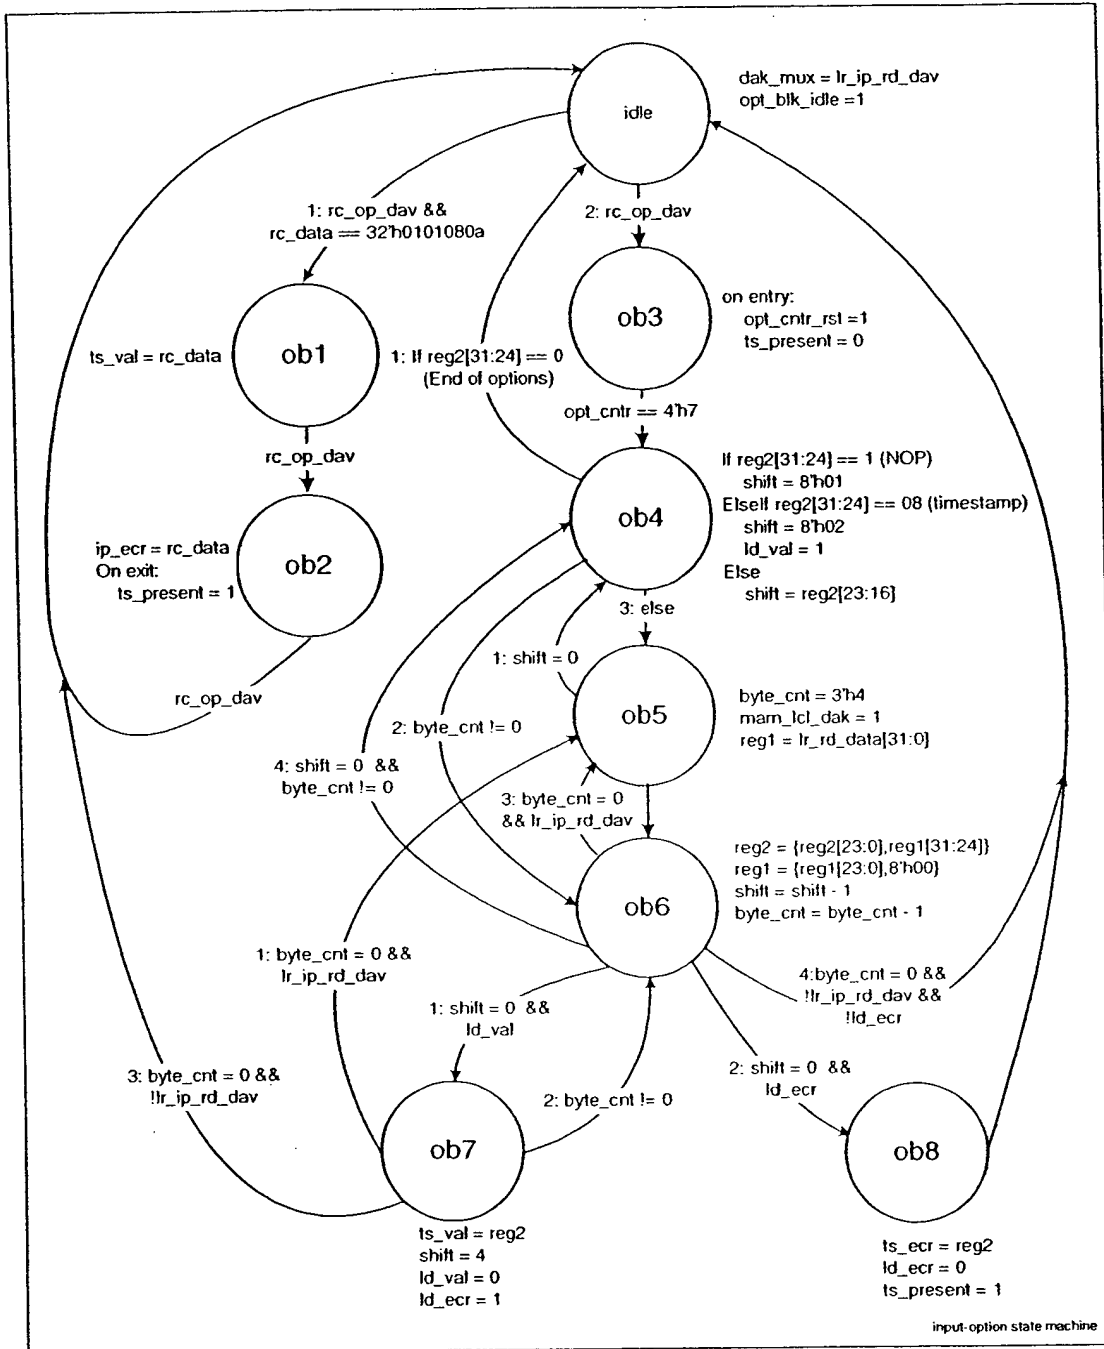 idle
dak_mux = lr_ip_rd_dav
opt_blk_idle =1
1: rc_op_dav &&
rc_data == 32'h0101080a
2: rc_op_dav
ob1
ts_val = rc_data
ob3
on entry:
opt_cntr_rst =1
ts_present = 0
1: If reg2[31:24] == 0
(End of options)
opt_cntr == 4'h7
rc_op_dav
ob4
If reg2[31:24] == 1 (NOP)
shift = 8'h01
ElseIf reg2[31:24] == 08 (timestamp)
shift = 8'h02
ld_val = 1
Else
shift = reg2[23:16]
ob2
ip_ecr = rc_data
On exit:
ts_present = 1
3: else
1: shift = 0
rc_op_dav
ob5
byte_cnt = 3'h4
mam_lcl_dak = 1
reg1 = lr_rd_data[31:0]
2: byte_cnt != 0
4: shift = 0 &&
byte_cnt != 0
3: byte_cnt = 0
&& lr_ip_rd_dav
ob6
reg2 = {reg2[23:0],reg1[31:24]}
reg1 = {reg1[23:0],8'h00}
shift = shift - 1
byte_cnt = byte_cnt - 1
1: byte_cnt = 0 &&
lr_ip_rd_dav
4:byte_cnt = 0 &&
!lr_ip_rd_dav &&
!ld_ecr
1: shift = 0 &&
ld_val
2: shift = 0 &&
ld_ecr
3: byte_cnt = 0 &&
!lr_ip_rd_dav
2: byte_cnt != 0
ob7
ts_val = reg2
shift = 4
ld_val = 0
ld_ecr = 1
ob8
ts_ecr = reg2
ld_ecr = 0
ts_present = 1
input-option state machine